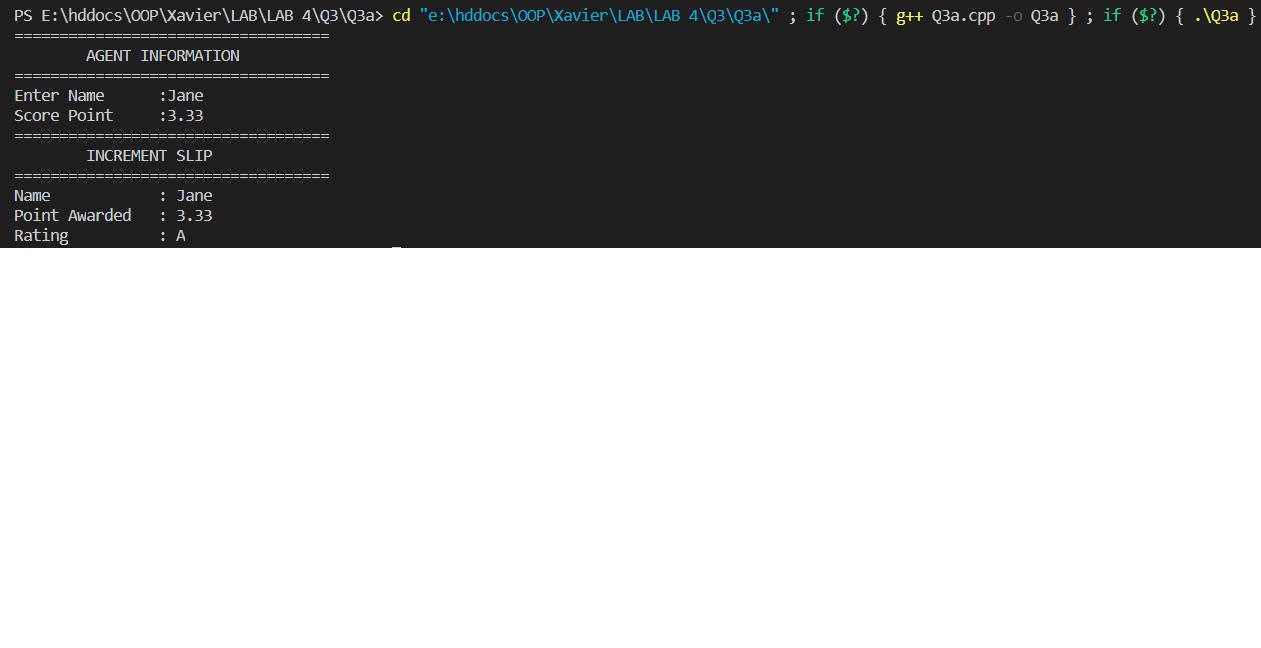 PS E:\hddocs\OOP\Xavier\LAB\LAB 4\Q3\Q3a> cd "e:\hddocs\OOP\Xavier\LAB\LAB 4\Q3\Q3a\" ; if ($?) { g++ Q3a.cpp -o Q3a } ; if ($?) { .\Q3a }
===================================
        AGENT INFORMATION
===================================
Enter Name      :Jane
Score Point     :3.33
===================================
        INCREMENT SLIP
===================================
Name            : Jane
Point Awarded   : 3.33
Rating          : A